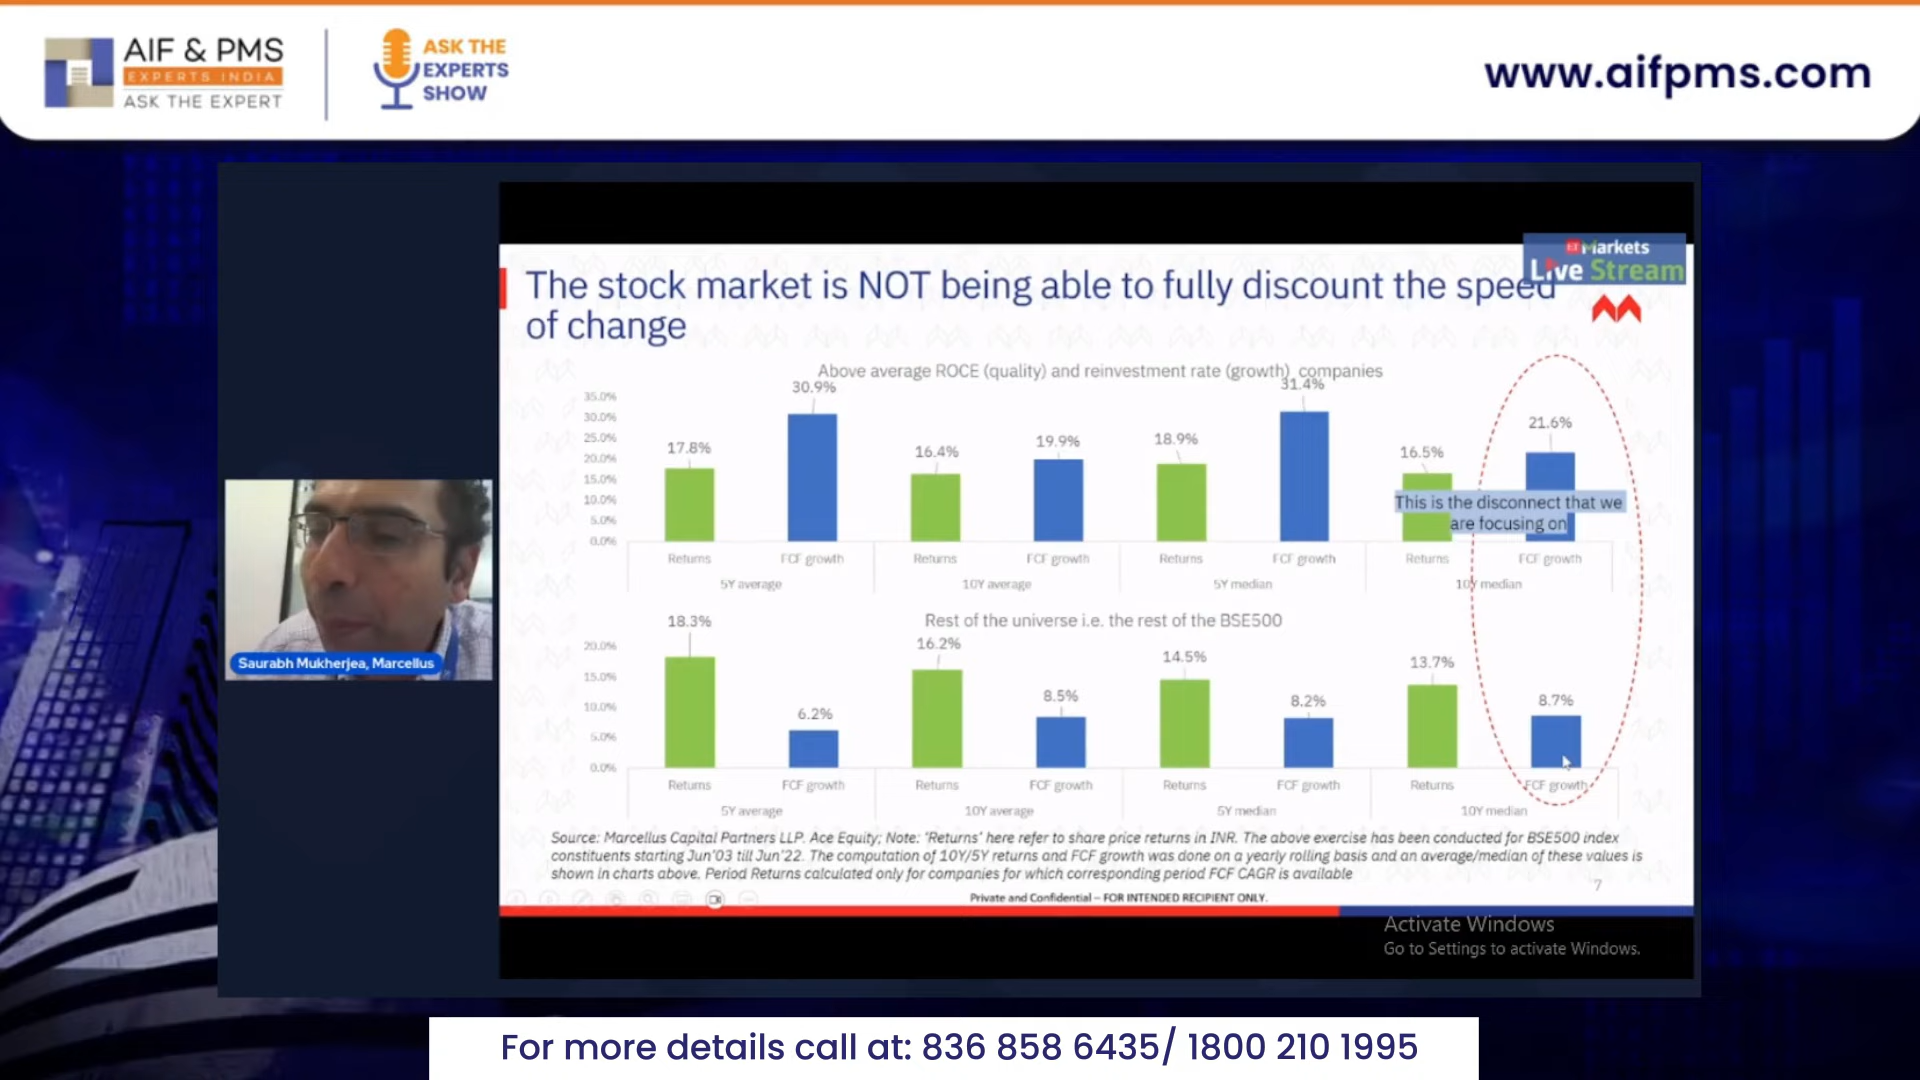 AIF & PMS
EXPERTS INDIA
ASK THE EXPERT
ASK THE
EXPERTS
SHOW
www.aifpms.com
ET Markets
Live Stream
The stock market is NOT being able to fully discount the speed
of change
Above average ROCE (quality) and reinvestment rate (growth) companies
35.0%
30.0%
25.0%
20.0%
15.0%
10.0%
5.0%
0.0%
17.8%
30.9%
16.4%
19.9%
18.9%
31.4%
16.5%
21.6%
This is the disconnect that we
are focusing on
Returns FCF growth Returns FCF growth Returns FCF growth Returns FCF growth
5Y average 10Y average 5Y median 10Y median
Rest of the universe i.e. the rest of the BSE500
20.0%
15.0%
10.0%
5.0%
0.0%
18.3%
6.2%
16.2%
8.5%
14.5%
8.2%
13.7%
8.7%
Returns FCF growth Returns FCF growth Returns FCF growth Returns FCF growth
5Y average 10Y average 5Y median 10Y median
Source: Marcellus Capital Partners LLP. Ace Equity; Note: 'Returns' here refer to share price returns in INR. The above exercise has been conducted for BSE500 index
constituents starting Jun'03 till Jun'22. The computation of 10Y/5Y returns and FCF growth was done on a yearly rolling basis and an average/median of these values is
shown in charts above. Period Returns calculated only for companies for which corresponding period FCF CAGR is available
7
Private and Confidential – FOR INTENDED RECIPIENT ONLY.
Saurabh Mukherjea, Marcellus
Activate Windows
Go to Settings to activate Windows.
For more details call at: 836 858 6435/ 1800 210 1995